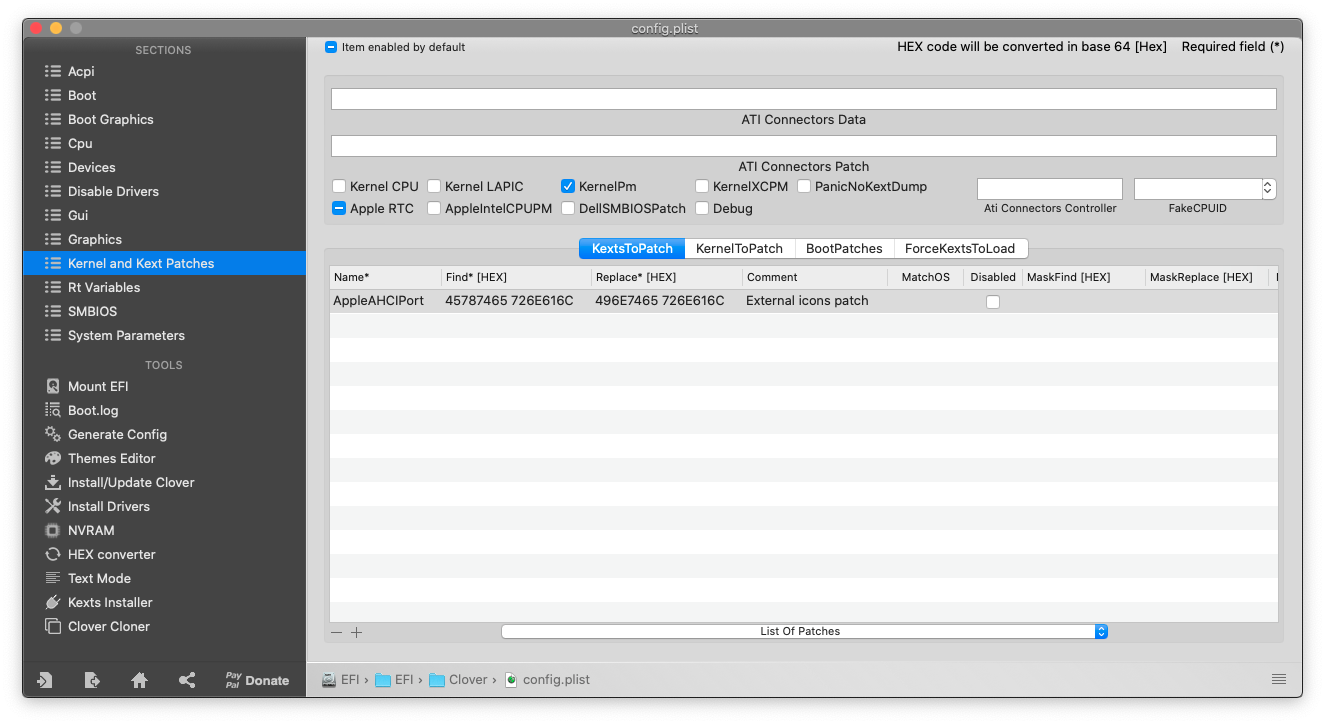 config.plist
SECTIONS
Acpi
Boot
Boot Graphics
Cpu
Devices
Disable Drivers
Gui
Graphics
Kernel and Kext Patches
Rt Variables
SMBIOS
System Parameters
TOOLS
Mount EFI
Boot.log
Generate Config
Themes Editor
Install/Update Clover
Install Drivers
NVRAM
HEX converter
Text Mode
Kexts Installer
Clover Cloner
Pay Pal Donate
Item enabled by default HEX code will be converted in base 64 [Hex] Required field (*)
ATI Connectors Data
ATI Connectors Patch
Kernel CPU Kernel LAPIC KernelPm KernelXCPM PanicNoKextDump
Apple RTC AppleIntelCPUPM DellSMBIOSPatch Debug Ati Connectors Controller FakeCPUID
KextsToPatch KernelToPatch BootPatches ForceKextsToLoad
Name* Find* [HEX] Replace* [HEX] Comment MatchOS Disabled MaskFind [HEX] MaskReplace [HEX]
AppleAHCIPort 45787465 726E616C 496E7465 726E616C External icons patch
List Of Patches
EFI › EFI › Clover › config.plist